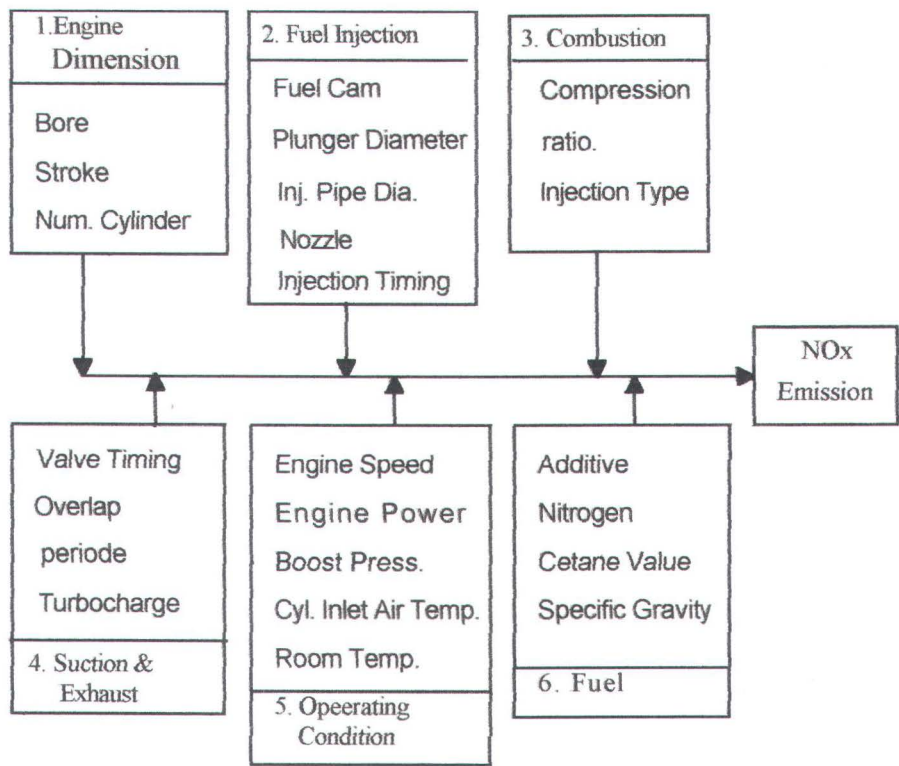 1.Engine
Dimension
Bore
Stroke
Num. Cylinder
2. Fuel Injection
Fuel Cam
Plunger Diameter
Inj. Pipe Dia.
Nozzle
Injection Timing
3. Combustion
Compression
ratio.
Injection Type
NOx
Emission
Valve Timing
Overlap
periode
Turbocharge
4. Suction &
Exhaust
Engine Speed
Engine Power
Boost Press.
Cyl. Inlet Air Temp.
Room Temp.
5. Opeerating
Condition
Additive
Nitrogen
Cetane Value
Specific Gravity
6. Fuel